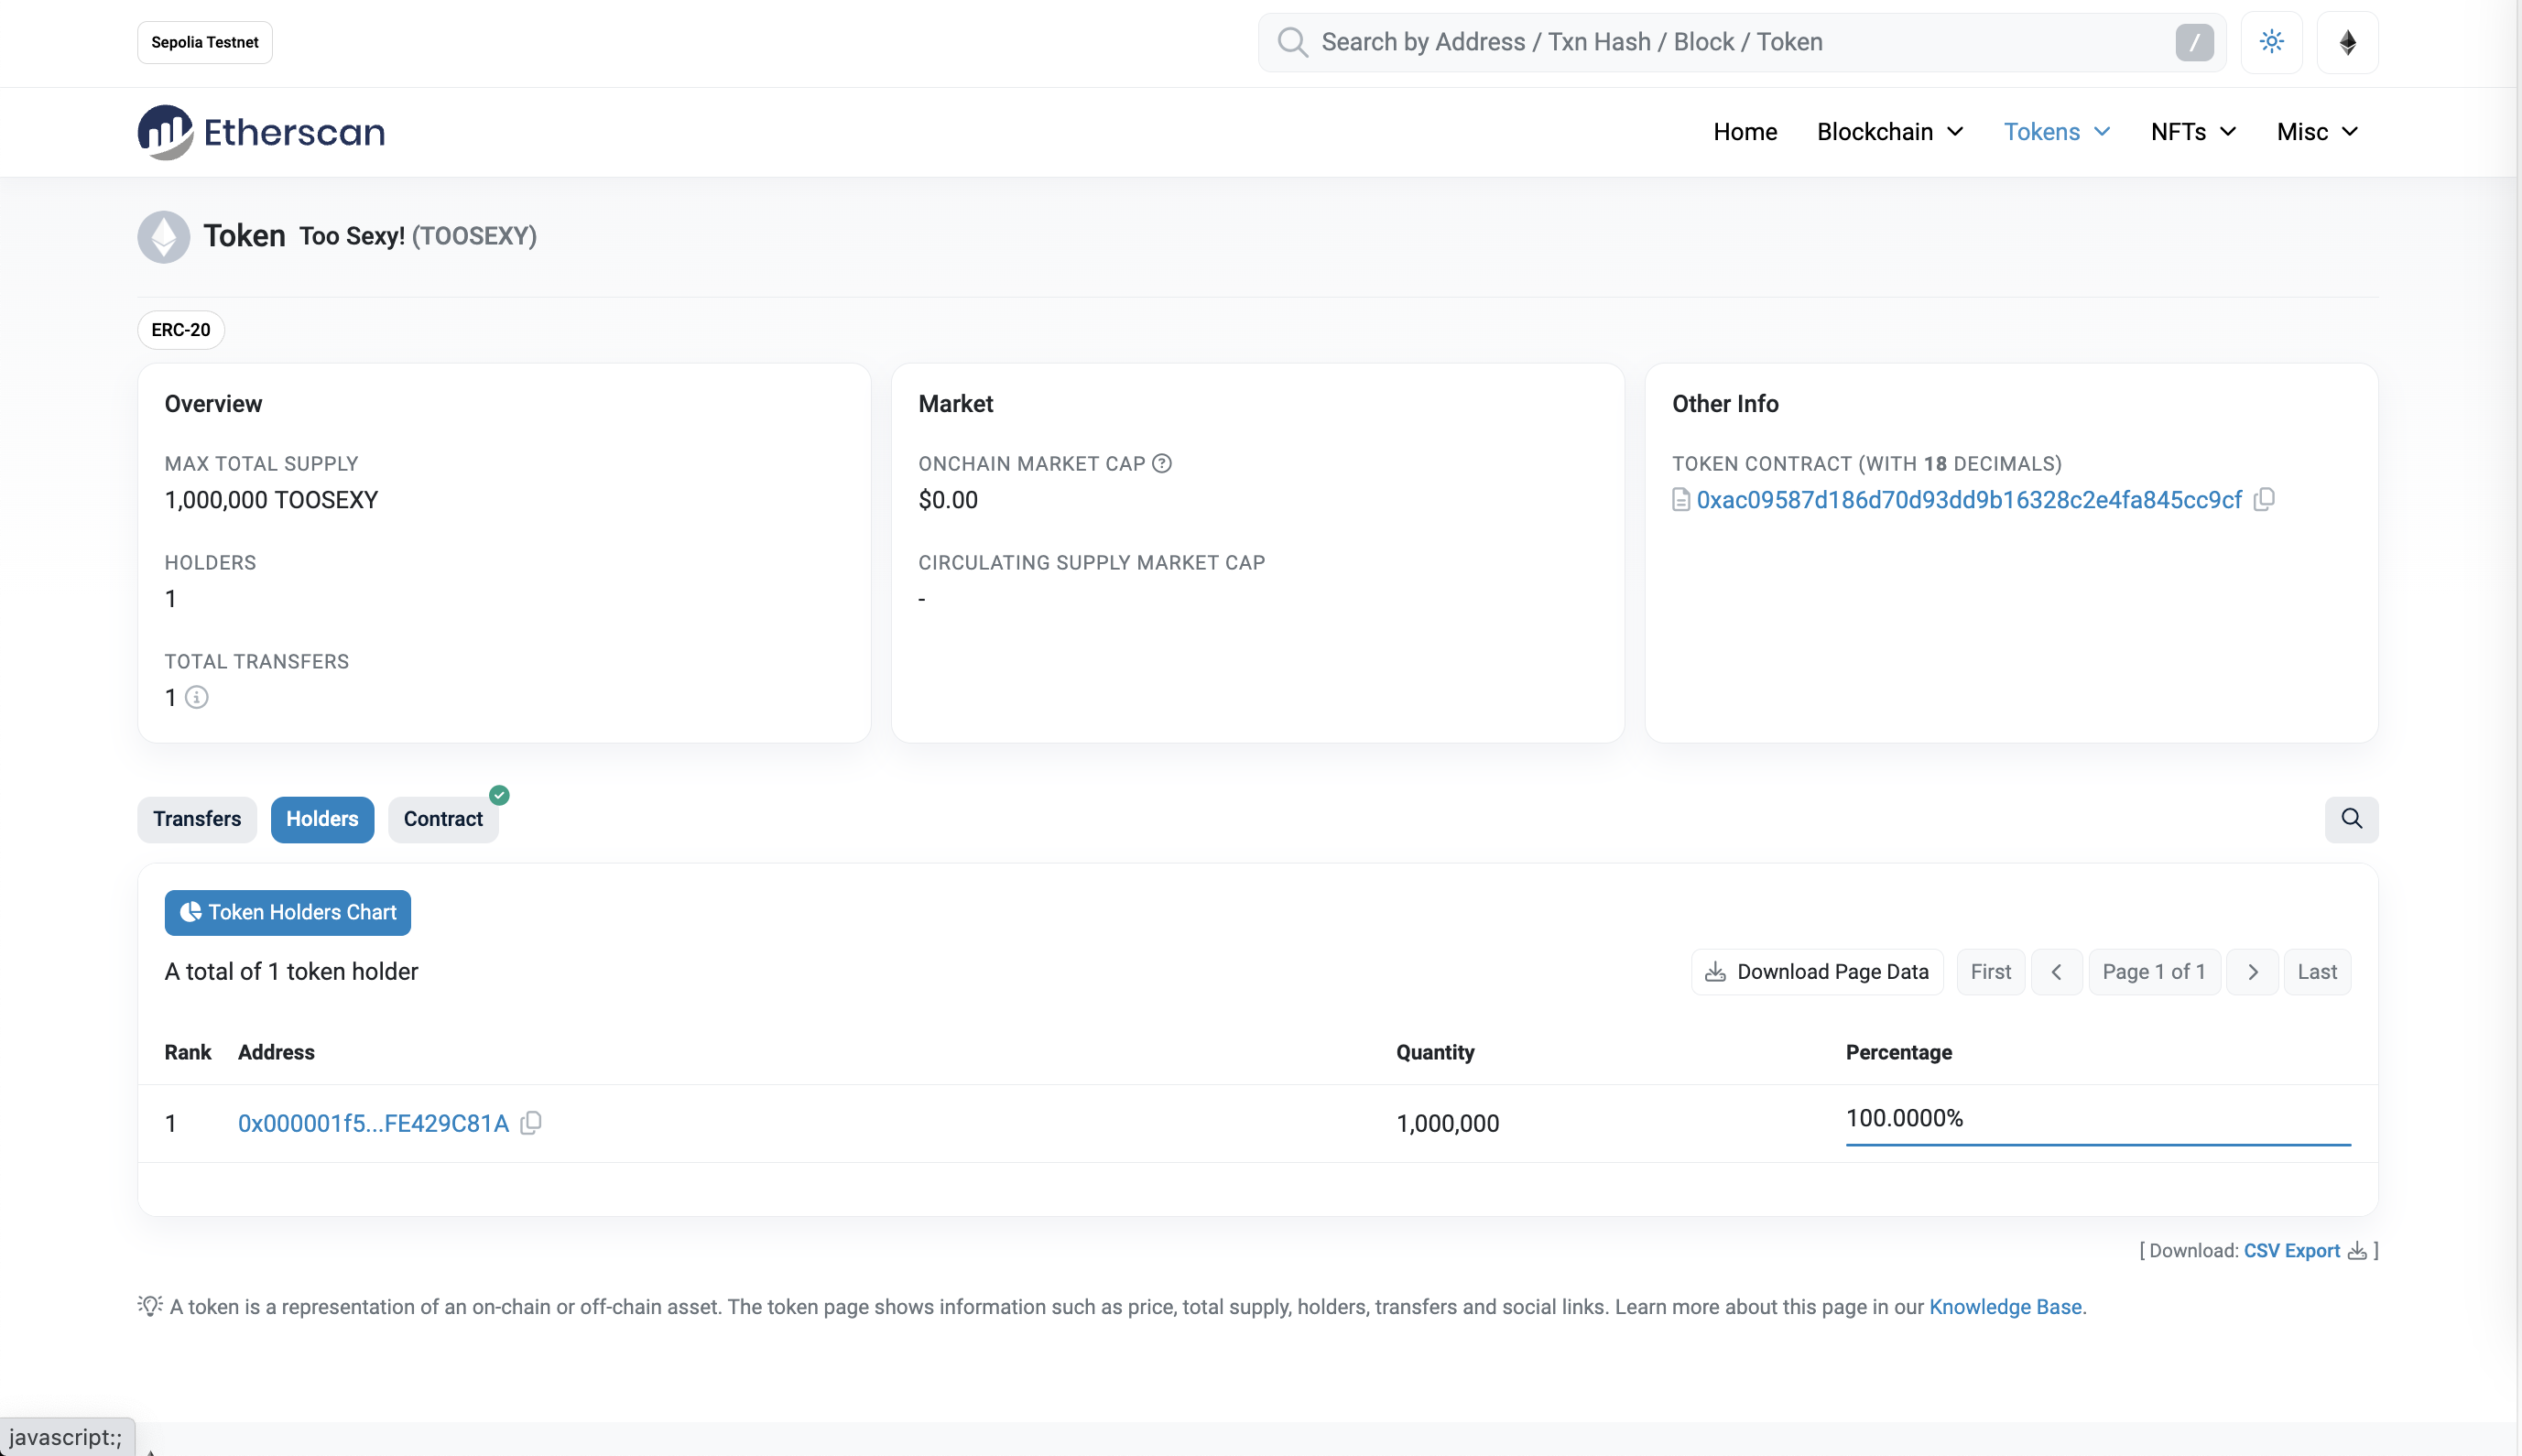 Sepolia Testnet
Search by Address / Txn Hash / Block / Token
/
Etherscan
Home
Blockchain
Tokens
NFTs
Misc
Token Too Sexy! (TOOSEXY)
ERC-20
Overview
MAX TOTAL SUPPLY
1,000,000 TOOSEXY
HOLDERS
1
TOTAL TRANSFERS
1
Market
ONCHAIN MARKET CAP
$0.00
CIRCULATING SUPPLY MARKET CAP
-
Other Info
TOKEN CONTRACT (WITH 18 DECIMALS)
0xac09587d186d70d93dd9b16328c2e4fa845cc9cf
Transfers
Holders
Contract
Token Holders Chart
A total of 1 token holder
Download Page Data
First
Page 1 of 1
Last
Rank Address Quantity Percentage
1 0x000001f5...FE429C81A 1,000,000 100.0000%
[ Download: CSV Export ]
A token is a representation of an on-chain or off-chain asset. The token page shows information such as price, total supply, holders, transfers and social links. Learn more about this page in our Knowledge Base.
javascript:;